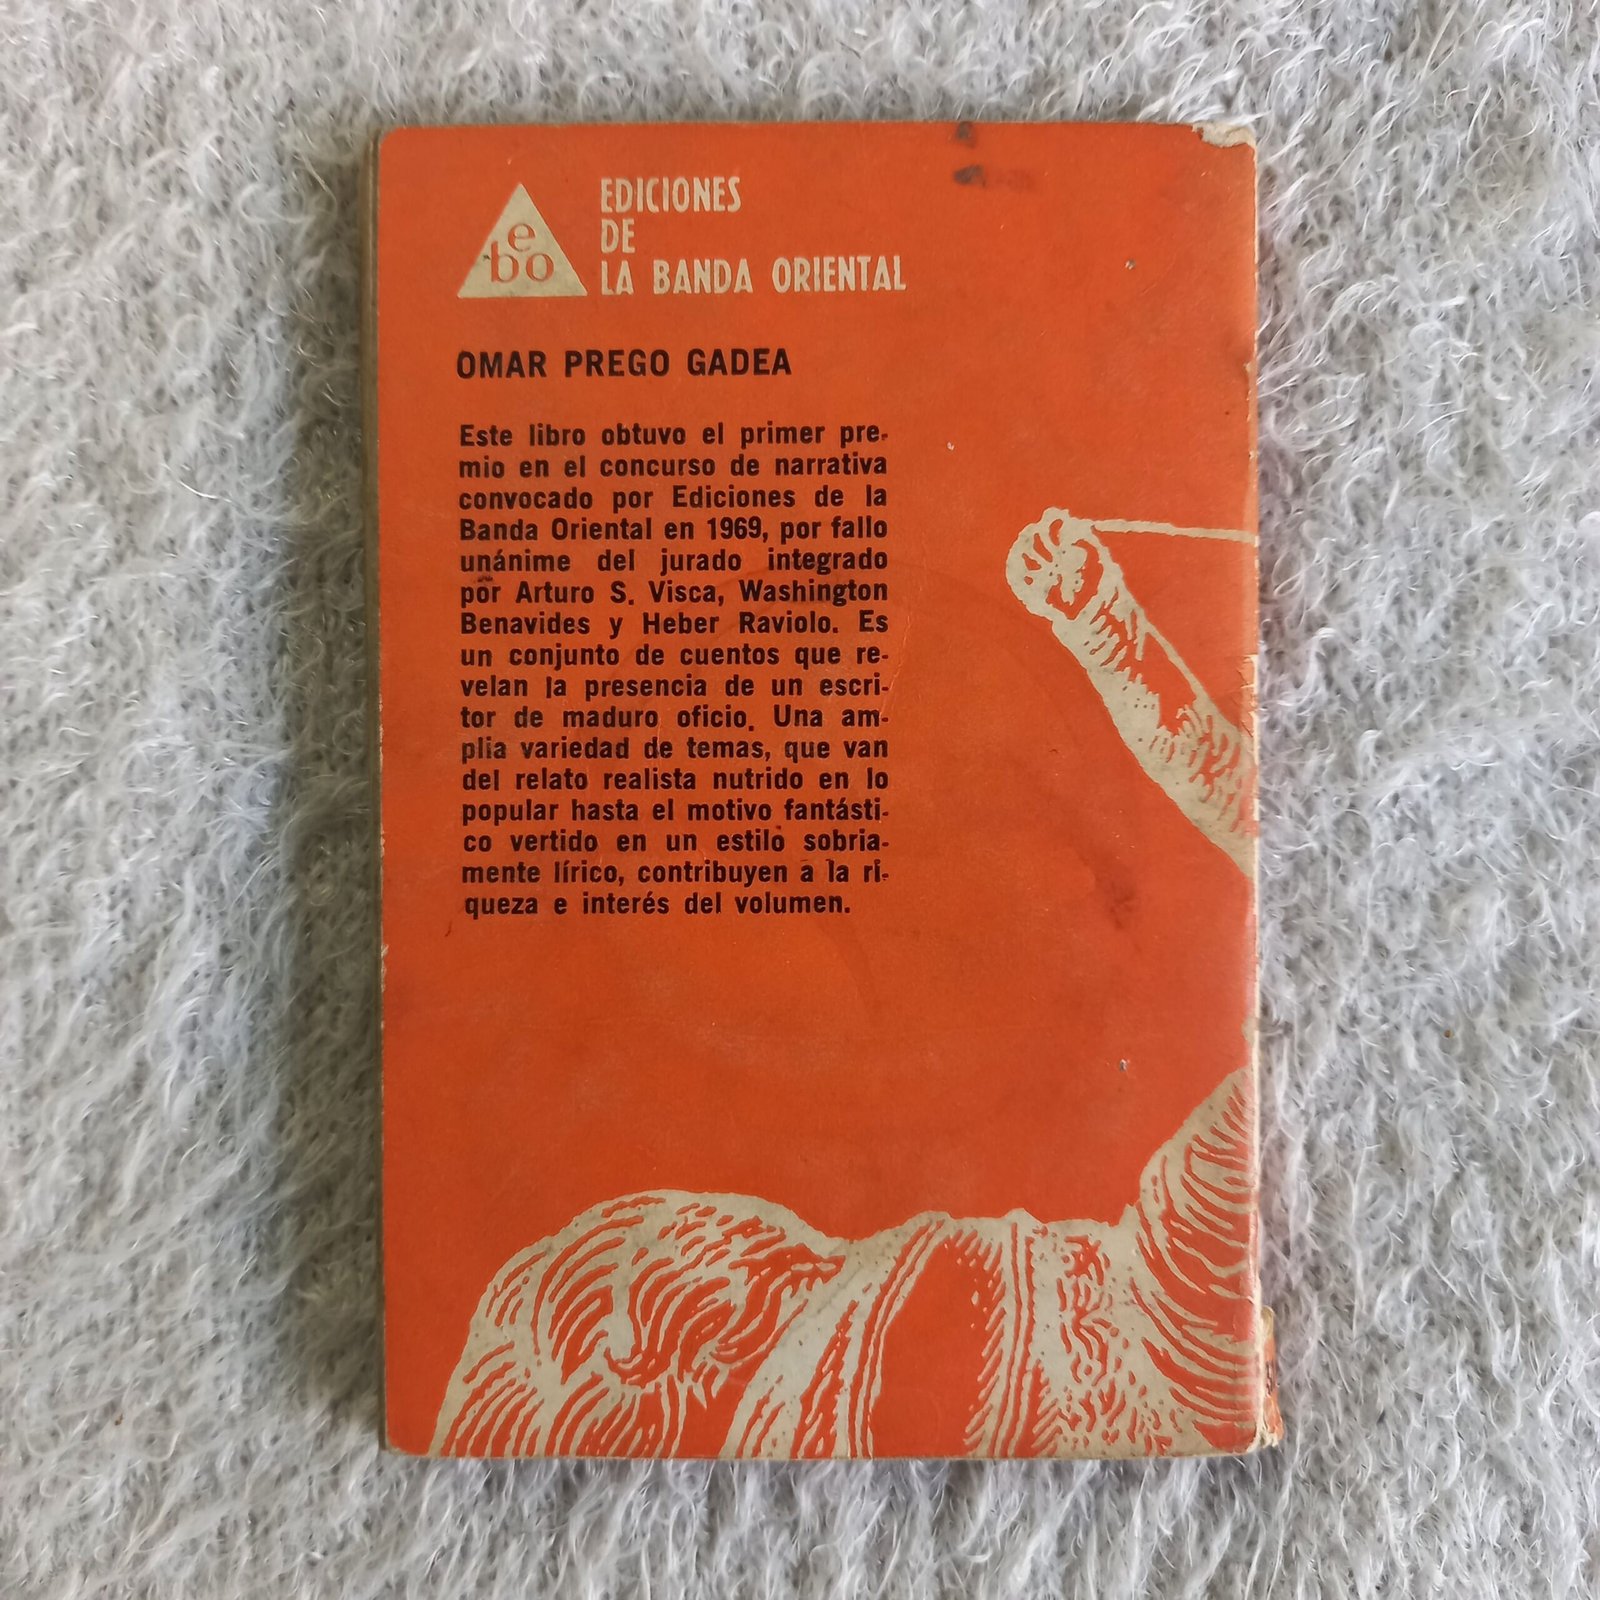 e
bo
EDICIONES
DE
LA BANDA ORIENTAL
OMAR PREGO GADEA
Este libro obtuvo el primer pre-
mio en el concurso de narrativa
convocado por Ediciones de la
Banda Oriental en 1969, por fallo
unánime del jurado integrado
por Arturo S. Visca, Washington
Benavides y Heber Raviolo. Es
un conjunto de cuentos que re-
velan la presencia de un escri-
tor de maduro oficio. Una am-
plia variedad de temas, que van
del relato realista nutrido en lo
popular hasta el motivo fantásti-
co vertido en un estilo sobria-
mente lírico, contribuyen a la ri-
queza e interés del volumen.